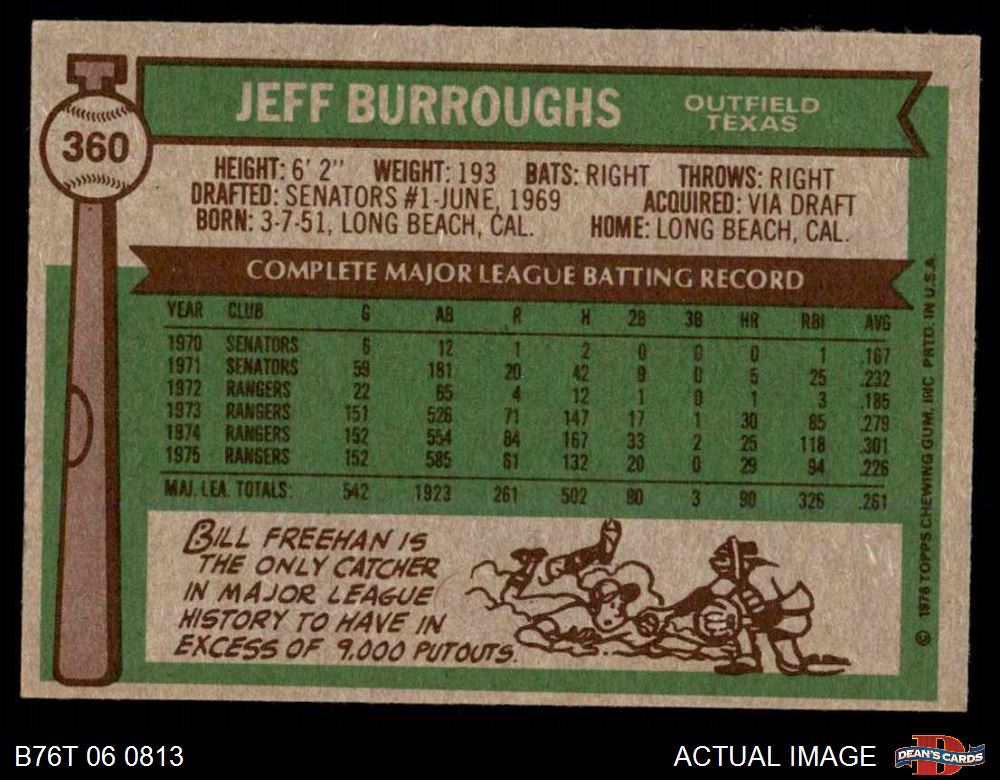 JEFF BURROUGHS OUTFIELD TEXAS
360
HEIGHT: 6' 2" WEIGHT: 193 BATS: RIGHT THROWS: RIGHT
DRAFTED: SENATORS #1-JUNE, 1969 ACQUIRED: VIA DRAFT
BORN: 3-7-51, LONG BEACH, CAL. HOME: LONG BEACH, CAL.
COMPLETE MAJOR LEAGUE BATTING RECORD
YEAR CLUB G AB R H 2B 3B HR RBI AVG
1970 SENATORS 6 12 1 2 0 0 0 1 .167
1971 SENATORS 59 181 20 42 9 0 5 25 .232
1972 RANGERS 22 65 4 12 1 0 1 3 .185
1973 RANGERS 151 526 71 147 17 1 30 85 .279
1974 RANGERS 152 554 84 167 33 2 25 118 .301
1975 RANGERS 152 585 81 132 20 0 29 94 .226
MAJ. LEA. TOTALS: 542 1923 261 502 80 3 90 326 .261
BILL FREEHAN IS
THE ONLY CATCHER
IN MAJOR LEAGUE
HISTORY TO HAVE IN
EXCESS OF 9,000 PUTOUTS.
© 1976 TOPPS CHEWING GUM, INC. PRTD. IN U.S.A.
B76T 06 0813
ACTUAL IMAGE
D
DEAN'S CARDS